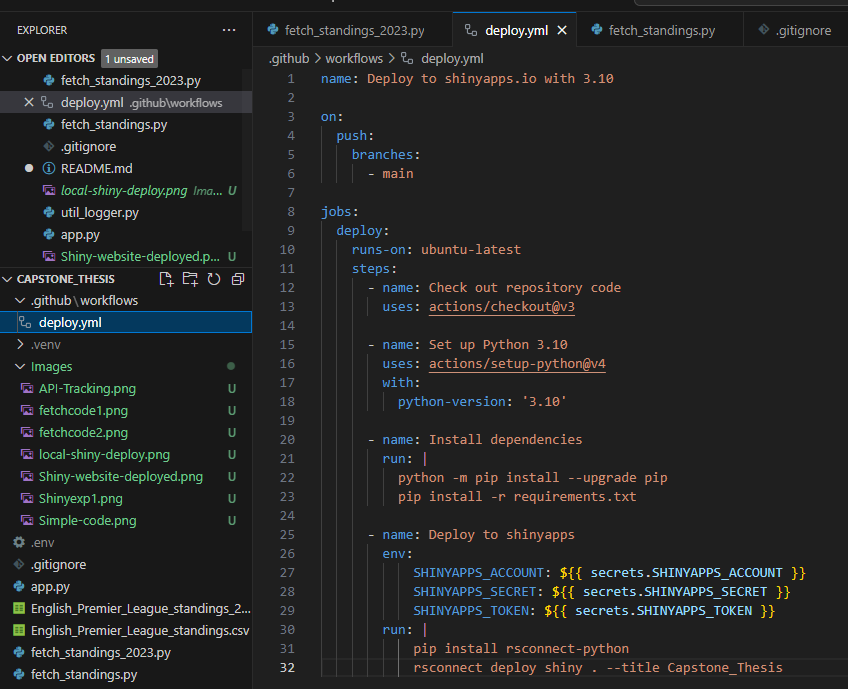 EXPLORER ...
OPEN EDITORS 1 unsaved
fetch_standings_2023.py
deploy.yml .github\workflows
fetch_standings.py
.gitignore
README.md
local-shiny-deploy.png Ima... U
util_logger.py
app.py
Shiny-website-deployed.p... U
CAPSTONE_THESIS
.github\workflows
deploy.yml
.venv
Images
API-Tracking.png U
fetchcode1.png U
fetchcode2.png U
local-shiny-deploy.png U
Shiny-website-deployed.png U
Shinyexp1.png U
Simple-code.png U
.env
.gitignore
app.py
English_Premier_League_standings_2...
English_Premier_League_standings.csv
fetch_standings_2023.py
fetch_standings.py
fetch_standings_2023.py deploy.yml fetch_standings.py .gitignore
.github > workflows > deploy.yml
1 name: Deploy to shinyapps.io with 3.10
2
3 on:
4 push:
5 branches:
6 - main
7
8 jobs:
9 deploy:
10 runs-on: ubuntu-latest
11 steps:
12 - name: Check out repository code
13 uses: actions/checkout@v3
14
15 - name: Set up Python 3.10
16 uses: actions/setup-python@v4
17 with:
18 python-version: '3.10'
19
20 - name: Install dependencies
21 run: |
22 python -m pip install --upgrade pip
23 pip install -r requirements.txt
24
25 - name: Deploy to shinyapps
26 env:
27 SHINYAPPS_ACCOUNT: ${{ secrets.SHINYAPPS_ACCOUNT }}
28 SHINYAPPS_SECRET: ${{ secrets.SHINYAPPS_SECRET }}
29 SHINYAPPS_TOKEN: ${{ secrets.SHINYAPPS_TOKEN }}
30 run: |
31 pip install rsconnect-python
32 rsconnect deploy shiny . --title Capstone_Thesis